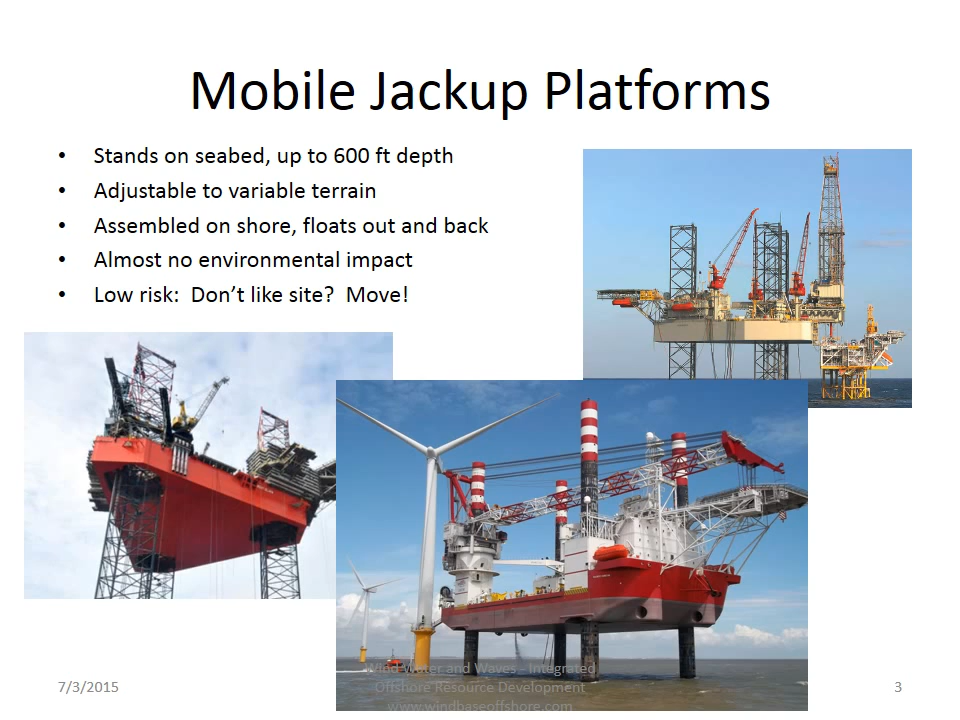 Mobile Jackup Platforms
• Stands on seabed, up to 600 ft depth
• Adjustable to variable terrain
• Assembled on shore, floats out and back
• Almost no environmental impact
• Low risk:  Don’t like site?  Move!
7/3/2015
Wind Water and Waves - Integrated
Offshore Resource Development
www.windbaseoffshore.com
3